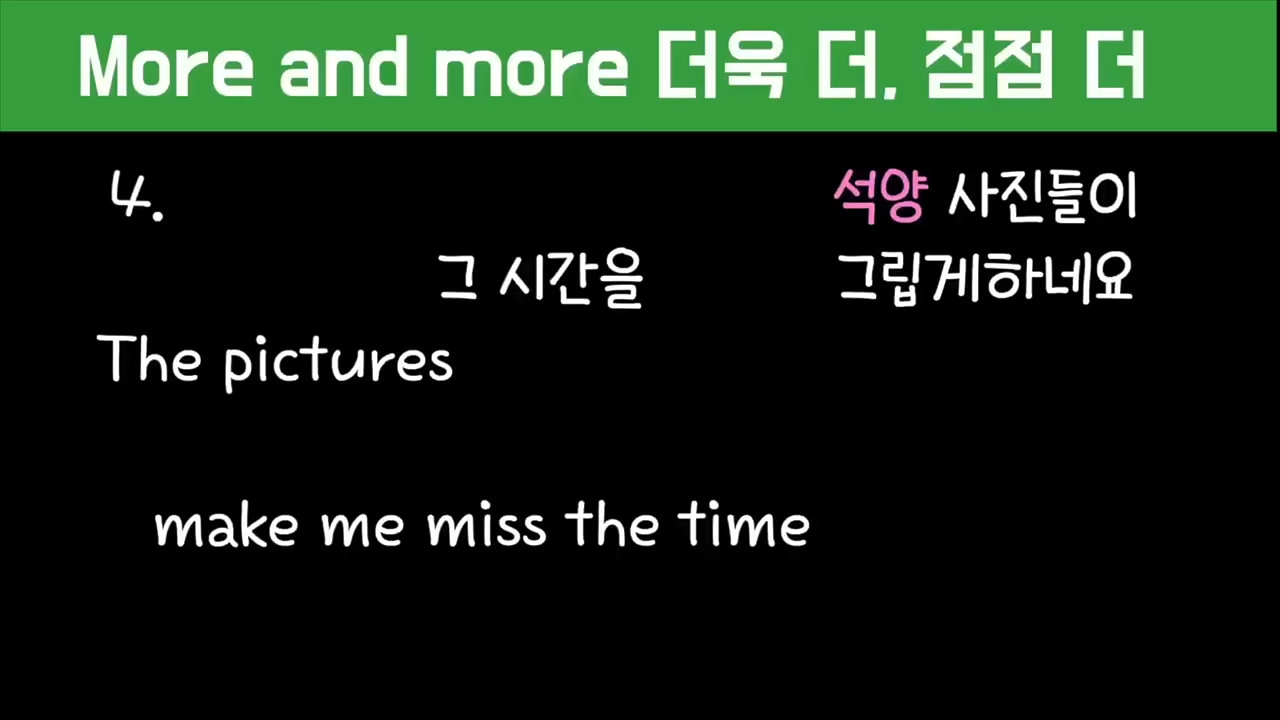 More and more 더욱 더, 점점 더
4. 석양 사진들이
그 시간을 그립게하네요
The pictures
make me miss the time